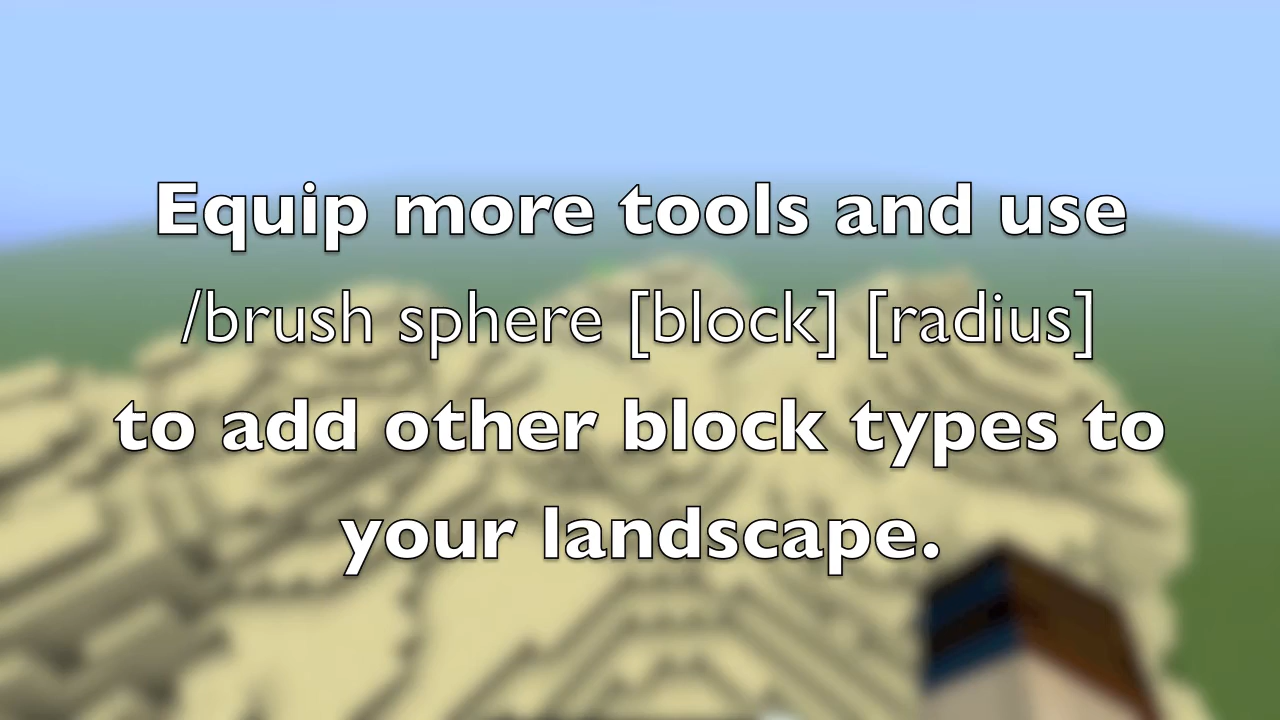 Equip more tools and use
/brush sphere [block] [radius]
to add other block types to
your landscape.